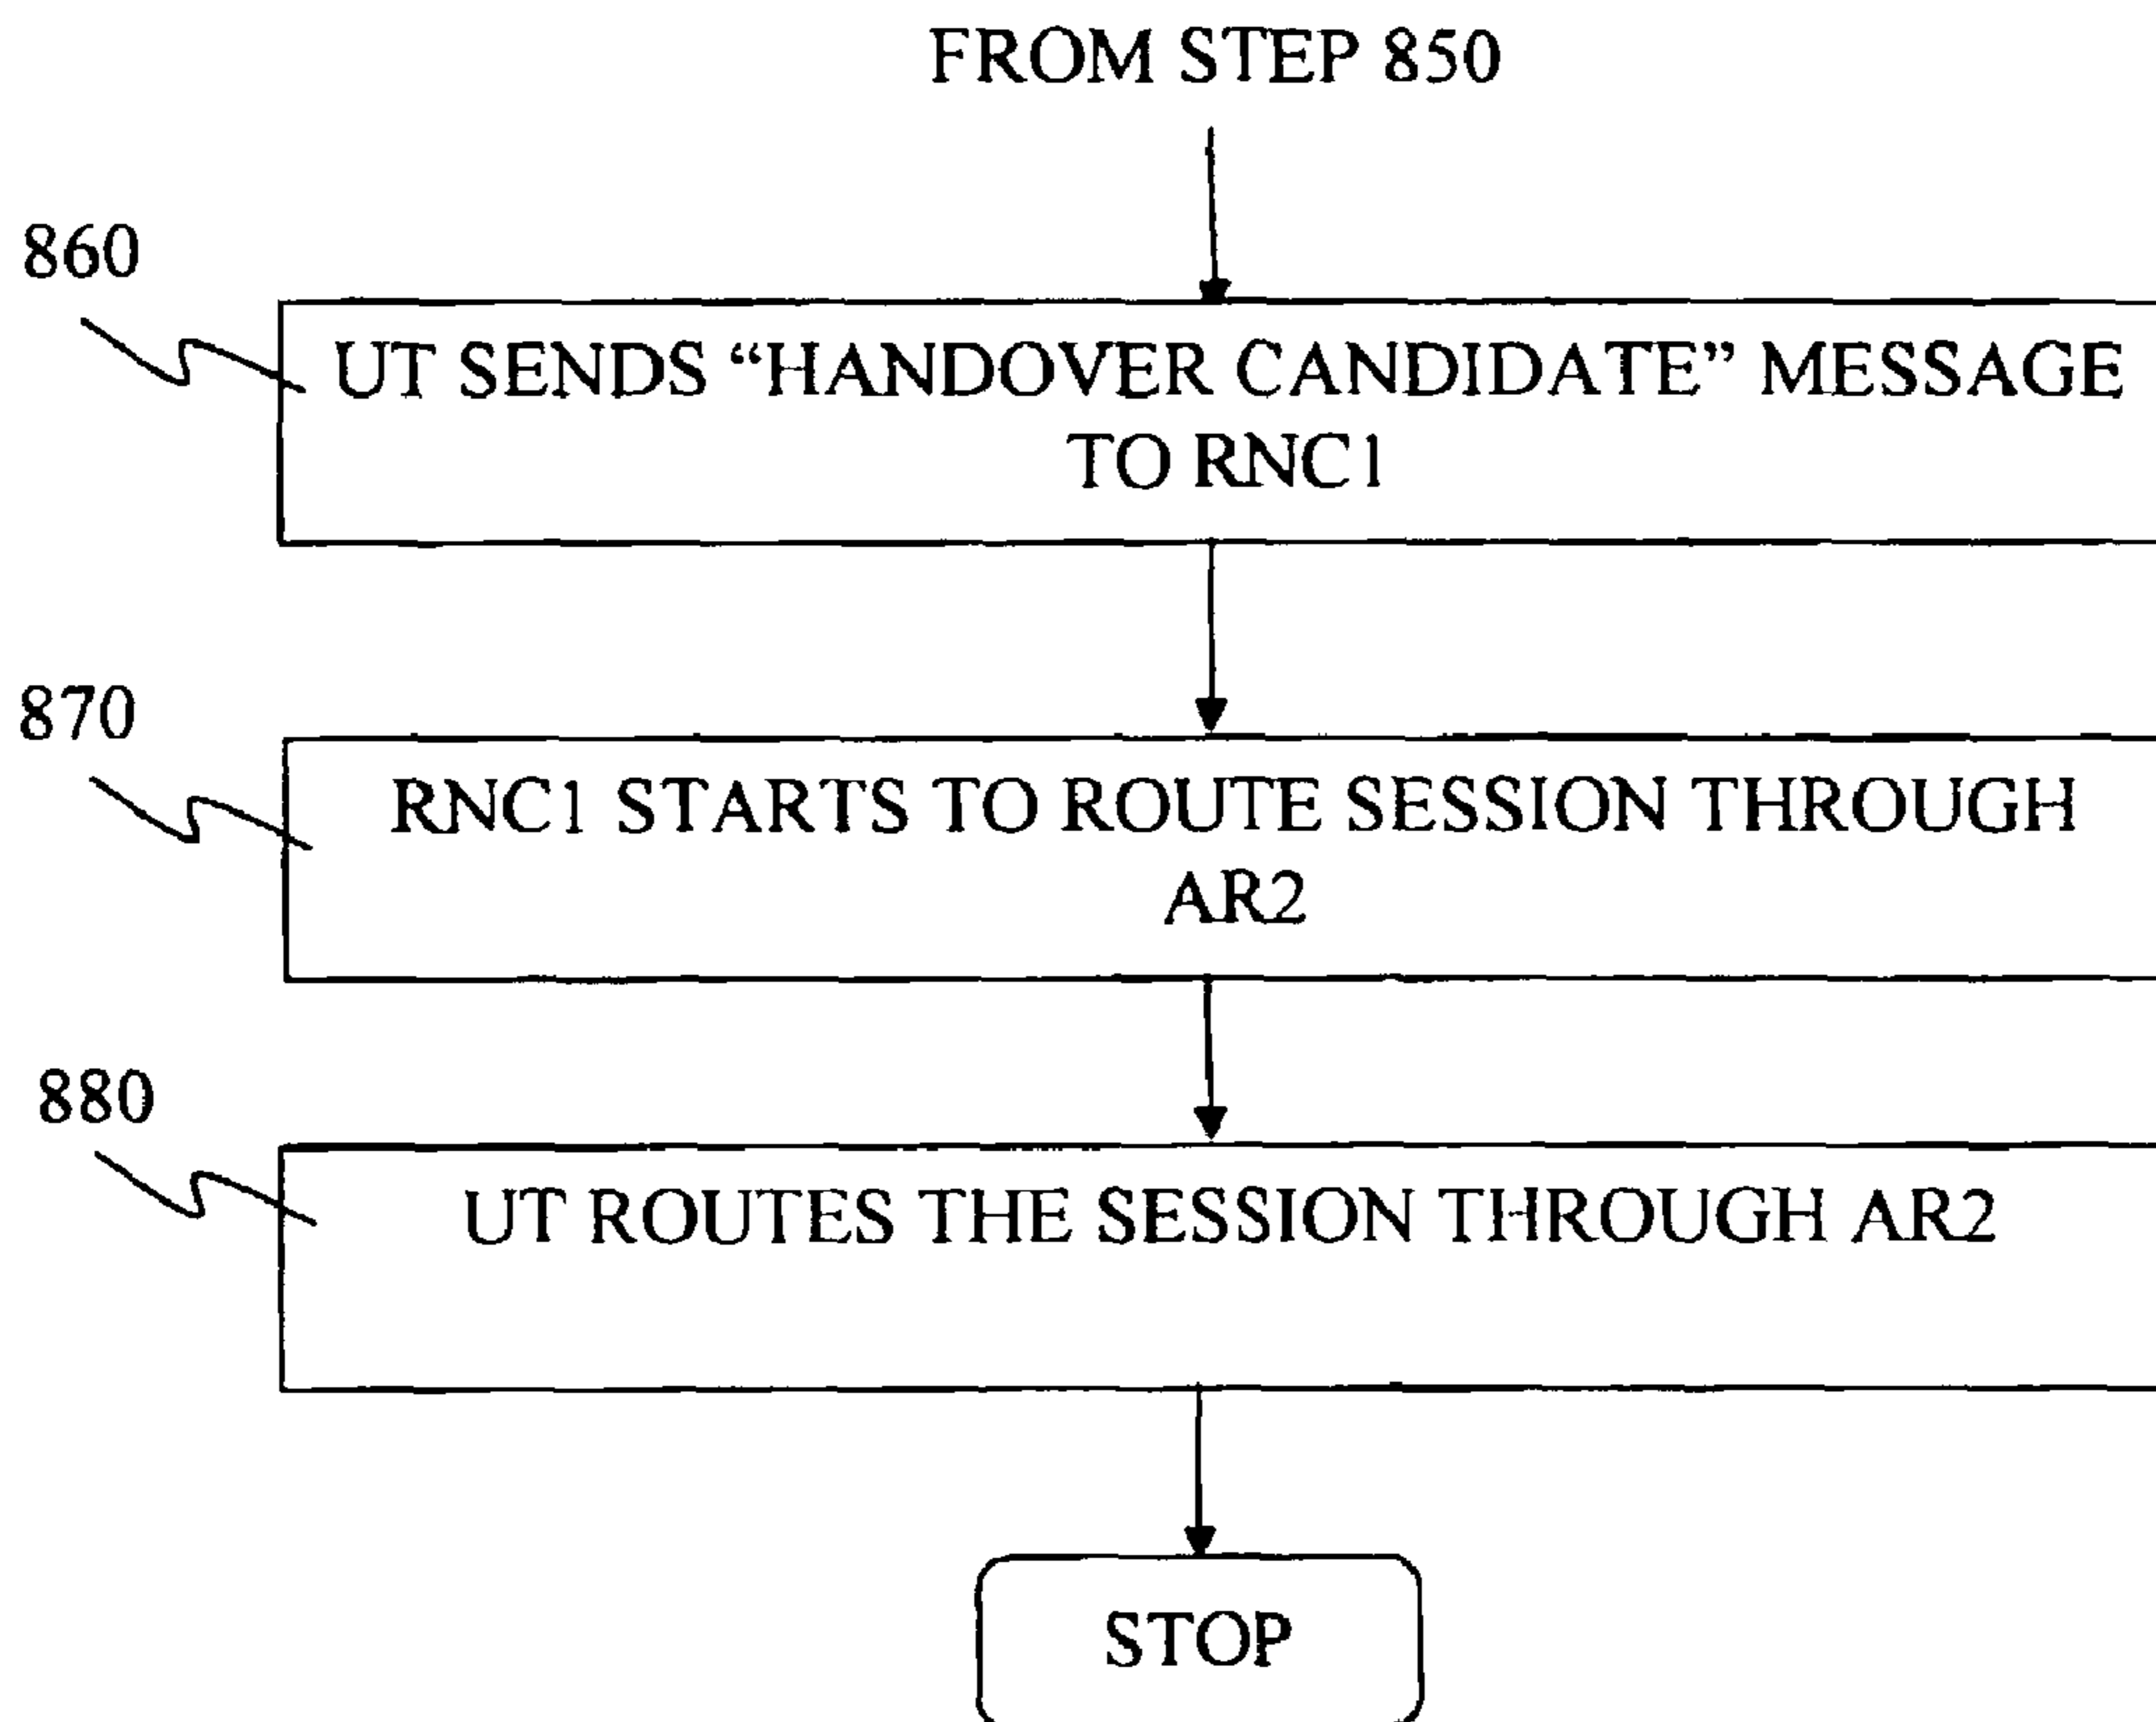 FROM STEP 850
860
UT SENDS “HANDOVER CANDIDATE” MESSAGE
TO RNC1
870
RNC1 STARTS TO ROUTE SESSION THROUGH
AR2
880
UT ROUTES THE SESSION THROUGH AR2
STOP